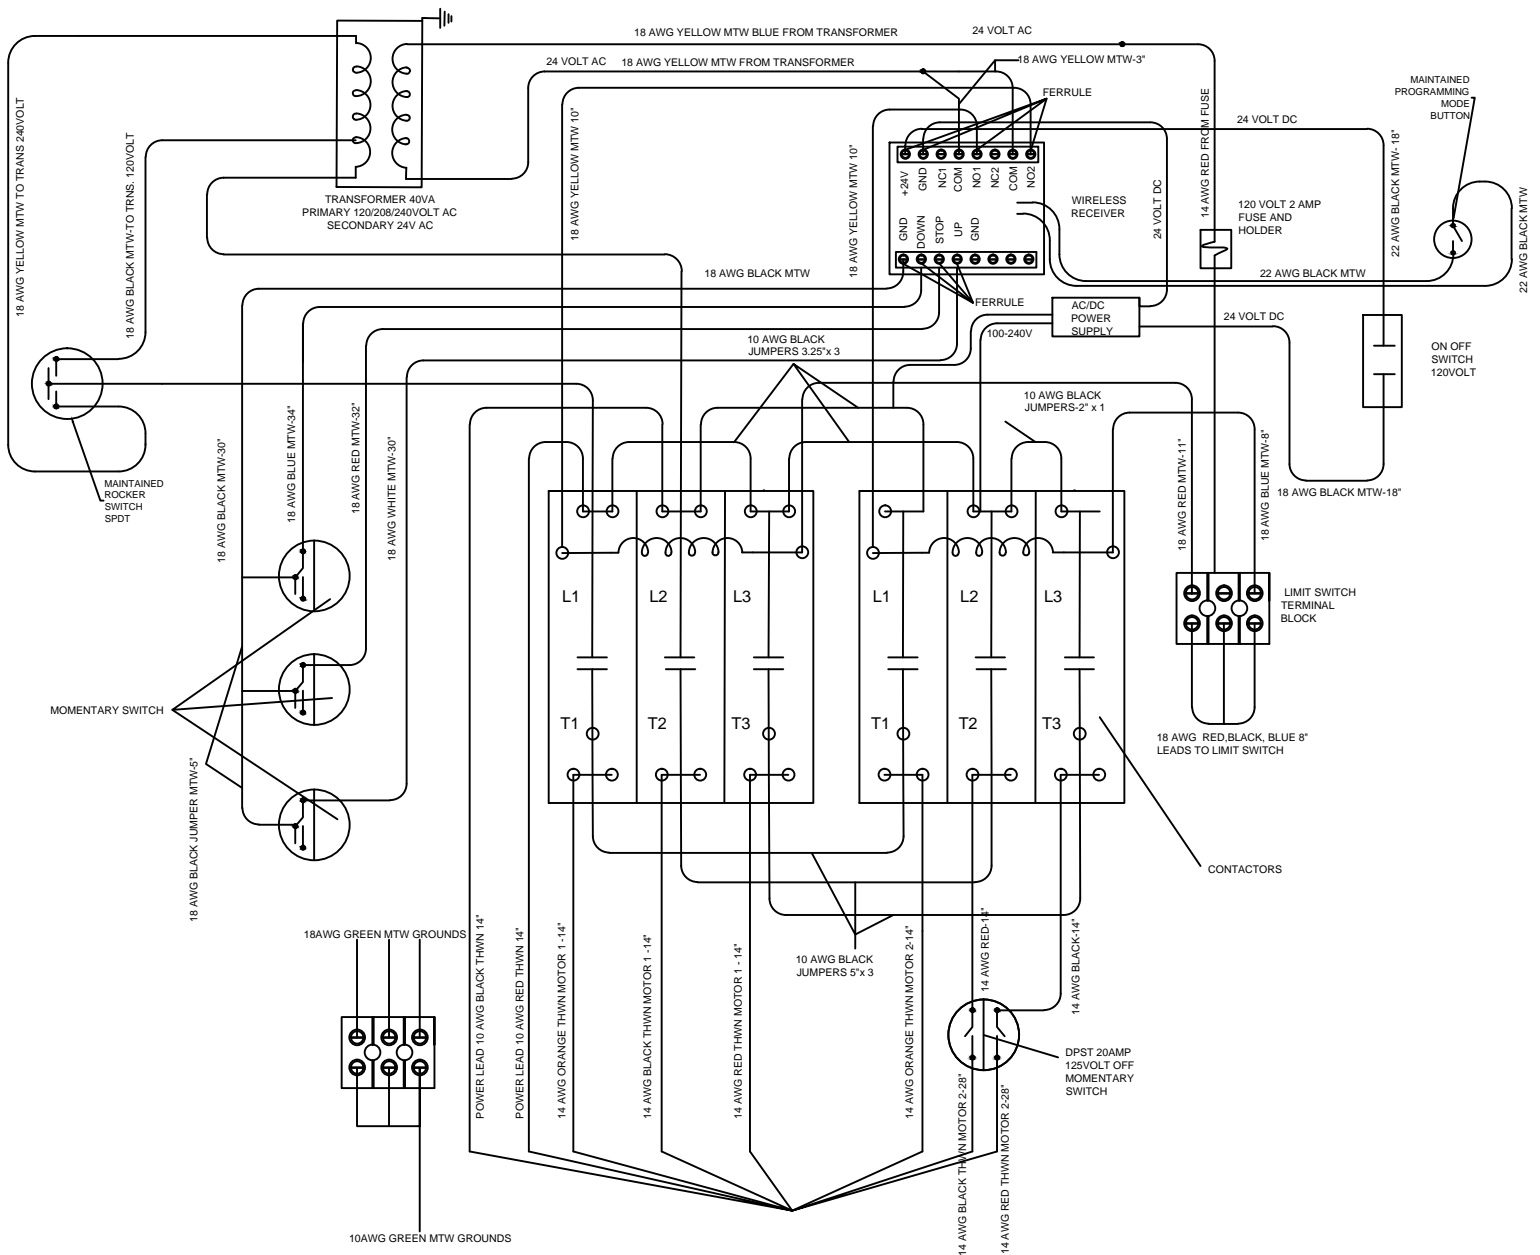 18 AWG YELLOW MTW BLUE FROM TRANSFORMER
24 VOLT AC
24 VOLT AC
18 AWG YELLOW MTW FROM TRANSFORMER
18 AWG YELLOW MTW-3"
MAINTAINED
PROGRAMMING
MODE
BUTTON
FERRULE
18 AWG YELLOW MTW TO TRANS 240VOLT
18 AWG BLACK MTW-TO TRNS. 120VOLT
18 AWG YELLOW MTW 10"
18 AWG YELLOW MTW 10"
24 VOLT DC
14 AWG RED FROM FUSE
24 VOLT DC
22 AWG BLACK MTW- 18"
22 AWG BLACK MTW
TRANSFORMER 40VA
PRIMARY 120/208/240VOLT AC
SECONDARY 24V AC
+24V
GND
NC1
COM
NO1
NC2
COM
NO2
GND
DOWN
STOP
UP
GND
WIRELESS
RECEIVER
120 VOLT 2 AMP
FUSE AND
HOLDER
18 AWG BLACK MTW
22 AWG BLACK MTW
FERRULE
AC/DC
POWER
SUPPLY
100-240V
24 VOLT DC
10 AWG BLACK
JUMPERS 3.25"x 3
ON OFF
SWITCH
120VOLT
10 AWG BLACK
JUMPERS-2" x 1
MAINTAINED
ROCKER
SWITCH
SPDT
18 AWG BLACK MTW-30"
18 AWG BLUE MTW-34"
18 AWG RED MTW-32"
18 AWG WHITE MTW-30"
18 AWG RED MTW-11"
18 AWG BLUE MTW-8"
18 AWG BLACK MTW-18"
L1
L2
L3
L1
L2
L3
LIMIT SWITCH
TERMINAL
BLOCK
MOMENTARY SWITCH
T1
T2
T3
T1
T2
T3
18 AWG RED,BLACK, BLUE 8"
LEADS TO LIMIT SWITCH
18 AWG BLACK JUMPER MTW-5"
CONTACTORS
18AWG GREEN MTW GROUNDS
POWER LEAD 10 AWG BLACK THWN 14"
POWER LEAD 10 AWG RED THWN 14"
14 AWG ORANGE THWN MOTOR 1 -14"
14 AWG BLACK THWN MOTOR 1 -14"
14 AWG RED THWN MOTOR 1 - 14"
10 AWG BLACK
JUMPERS 5"x 3
14 AWG ORANGE THWN MOTOR 2-14"
14 AWG RED-14"
14 AWG BLACK-14"
DPST 20AMP
125VOLT OFF
MOMENTARY
SWITCH
14 AWG BLACK THWN MOTOR 2-28"
14 AWG RED THWN MOTOR 2-28"
10AWG GREEN MTW GROUNDS